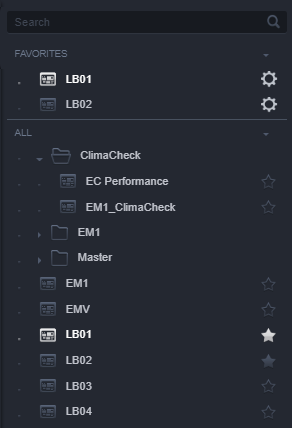 Search
FAVORITES
LB01
LB02
ALL
ClimaCheck
EC Performance
EM1_ClimaCheck
EM1
Master
EM1
EMV
LB01
LB02
LB03
LB04